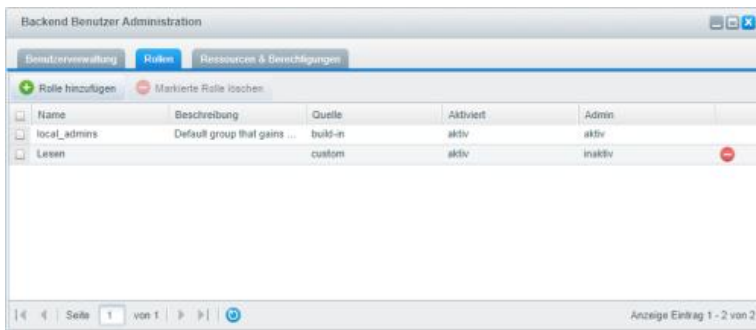 Backend Benutzer Administration
Benutzerverwaltung Rollen Ressourcen & Berechtigungen
Rolle hinzufügen Markierte Rolle löschen
Name Beschreibung Quelle Aktiviert Admin
local_admins Default group that gains ... build-in aktiv aktiv
Lesen custom aktiv inaktiv
Seite 1 von 1 Anzeige Eintrag 1 - 2 von 2